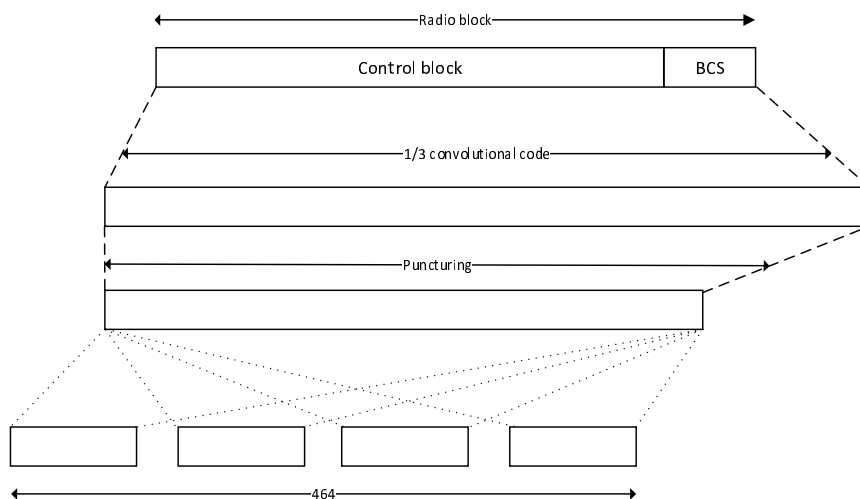 Radio block
Control block
BCS
1/3 convolutional code
Puncturing
464